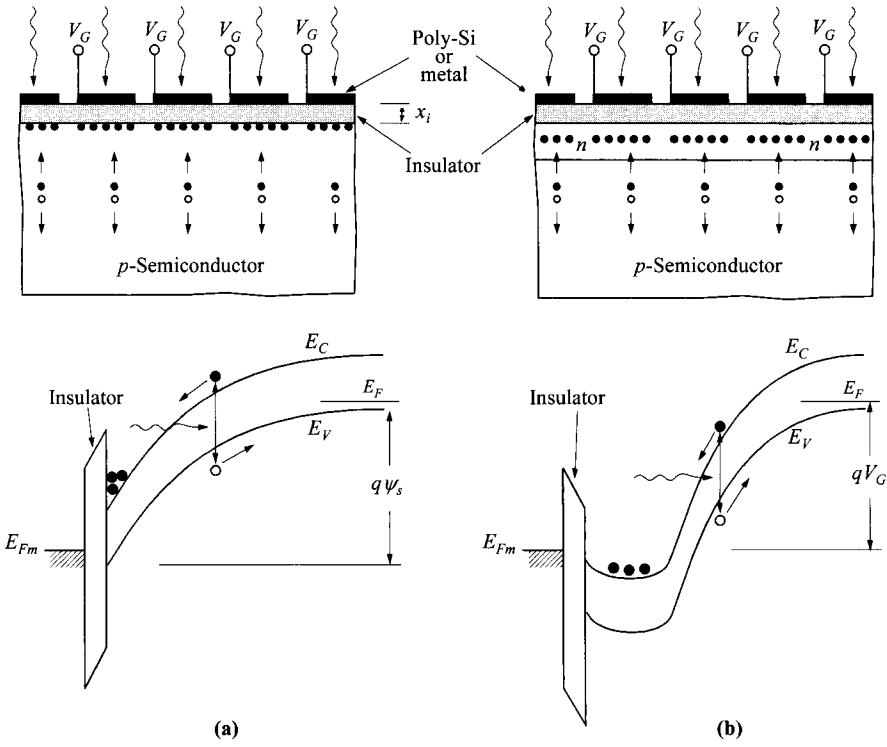 V_G V_G V_G V_G
Poly-Si
or
metal
x_i
Insulator
p-Semiconductor
V_G V_G V_G V_G
n n
p-Semiconductor
E_C
Insulator
E_F
E_V
qψ_s
E_Fm
(a)
E_C
Insulator
E_F
E_V
qV_G
E_Fm
(b)